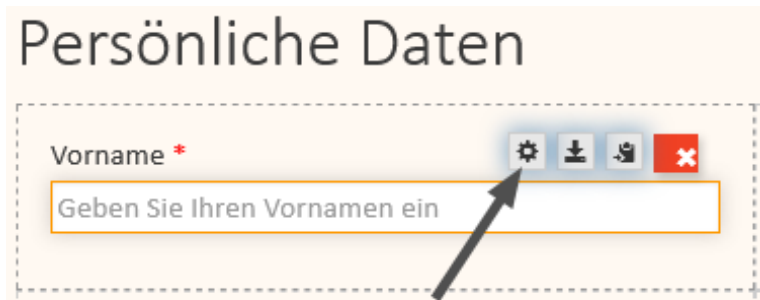 Persönliche Daten
Vorname *
Geben Sie Ihren Vornamen ein